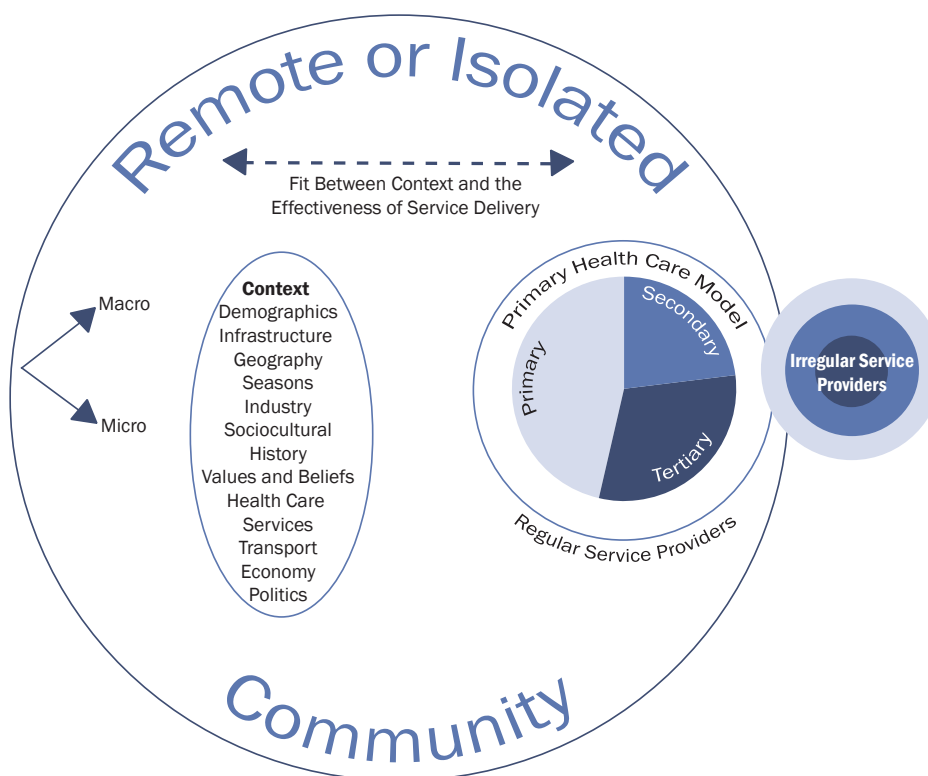 Remote or Isolated
Fit Between Context and the
Effectiveness of Service Delivery
Macro
Micro
Context
Demographics
Infrastructure
Geography
Seasons
Industry
Sociocultural
History
Values and Beliefs
Health Care
Services
Transport
Economy
Politics
Primary Health Care Model
Primary
Secondary
Tertiary
Regular Service Providers
Irregular Service
Providers
Community